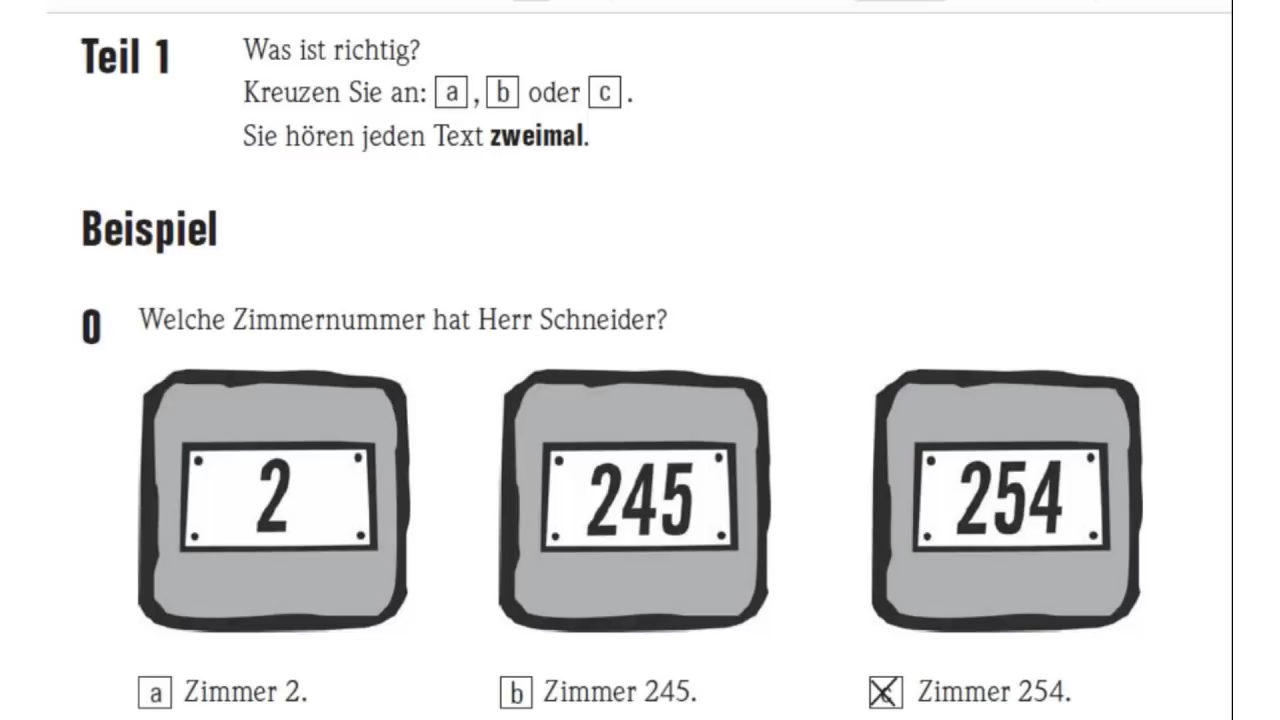 Teil 1
Was ist richtig?
Kreuzen Sie an: a, b oder c.
Sie hören jeden Text zweimal.
Beispiel
0 Welche Zimmernummer hat Herr Schneider?
2 245 254
a Zimmer 2. b Zimmer 245. c Zimmer 254.